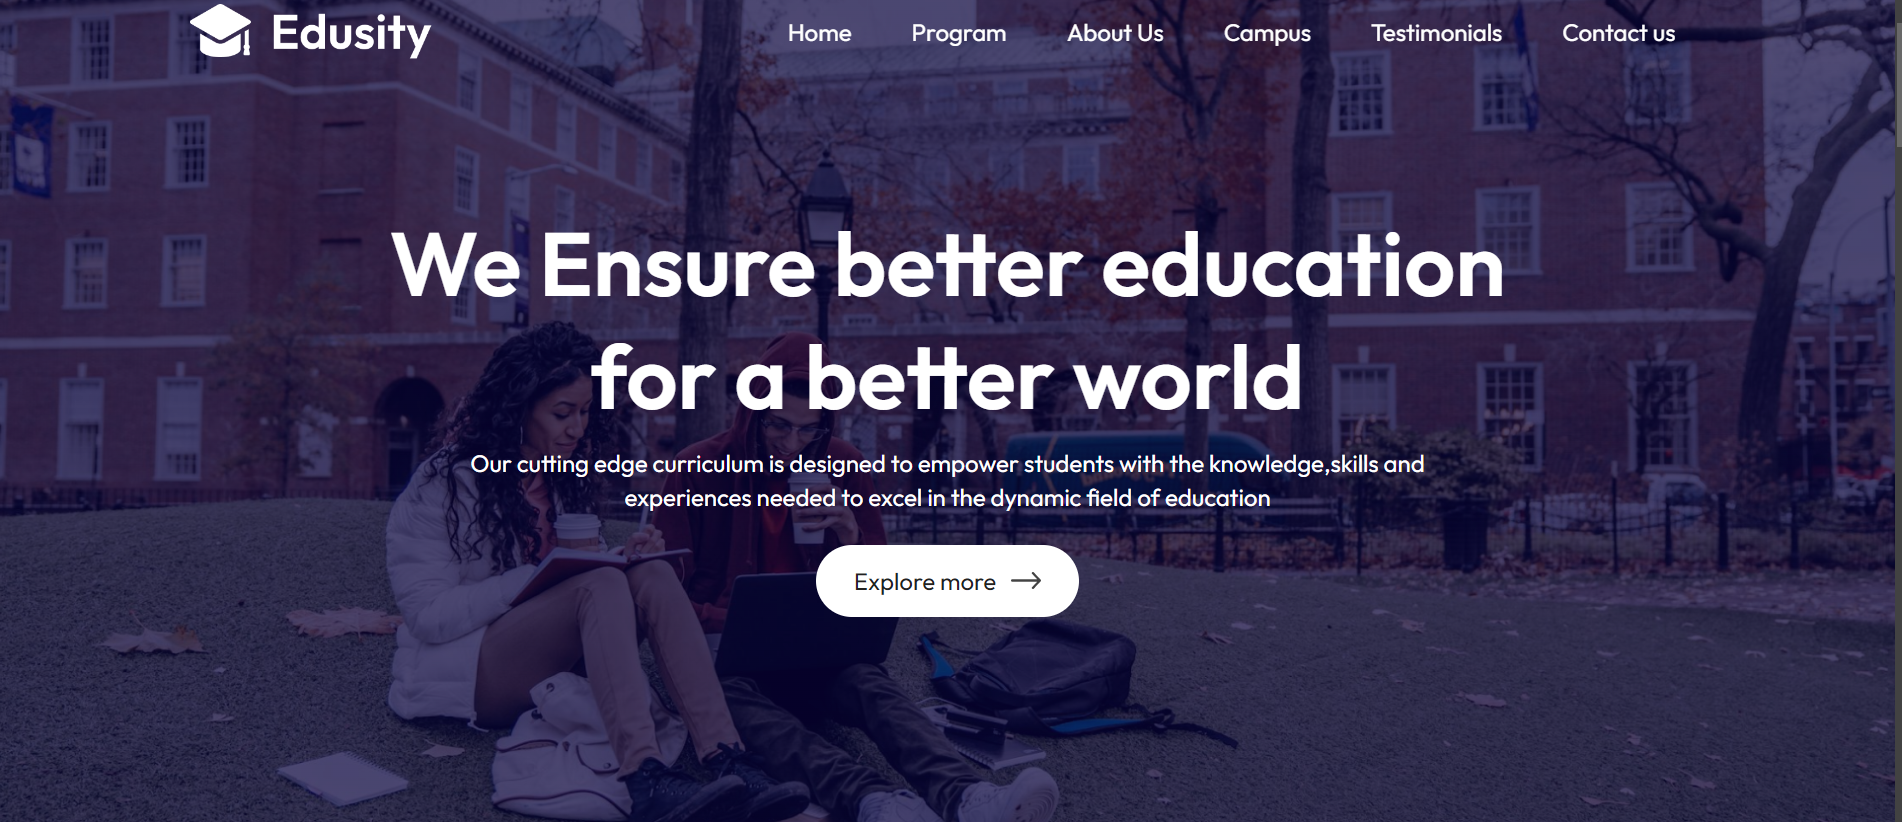 Edusity
Home Program About Us Campus Testimonials Contact us
We Ensure better education
for a better world
Our cutting edge curriculum is designed to empower students with the knowledge,skills and
experiences needed to excel in the dynamic field of education
Explore more